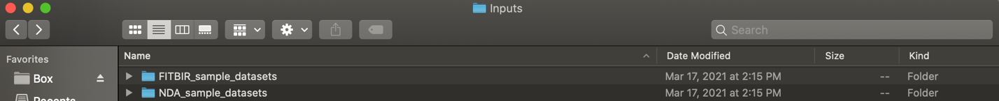 Inputs
Search
Favorites
Box
Recents
Name Date Modified Size Kind
FITBIR_sample_datasets Mar 17, 2021 at 2:15 PM -- Folder
NDA_sample_datasets Mar 17, 2021 at 2:15 PM -- Folder